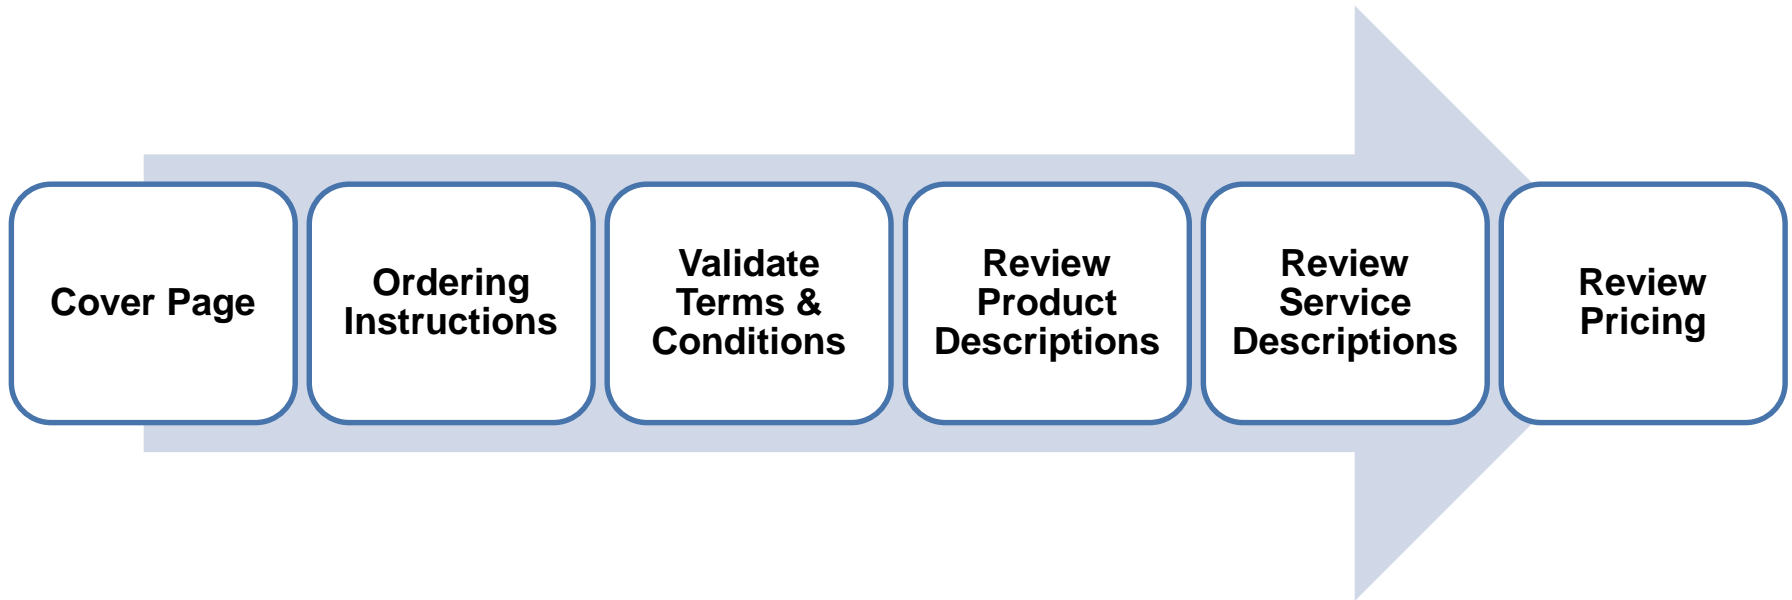 Cover Page
Ordering
Instructions
Validate
Terms &
Conditions
Review
Product
Descriptions
Review
Service
Descriptions
Review
Pricing